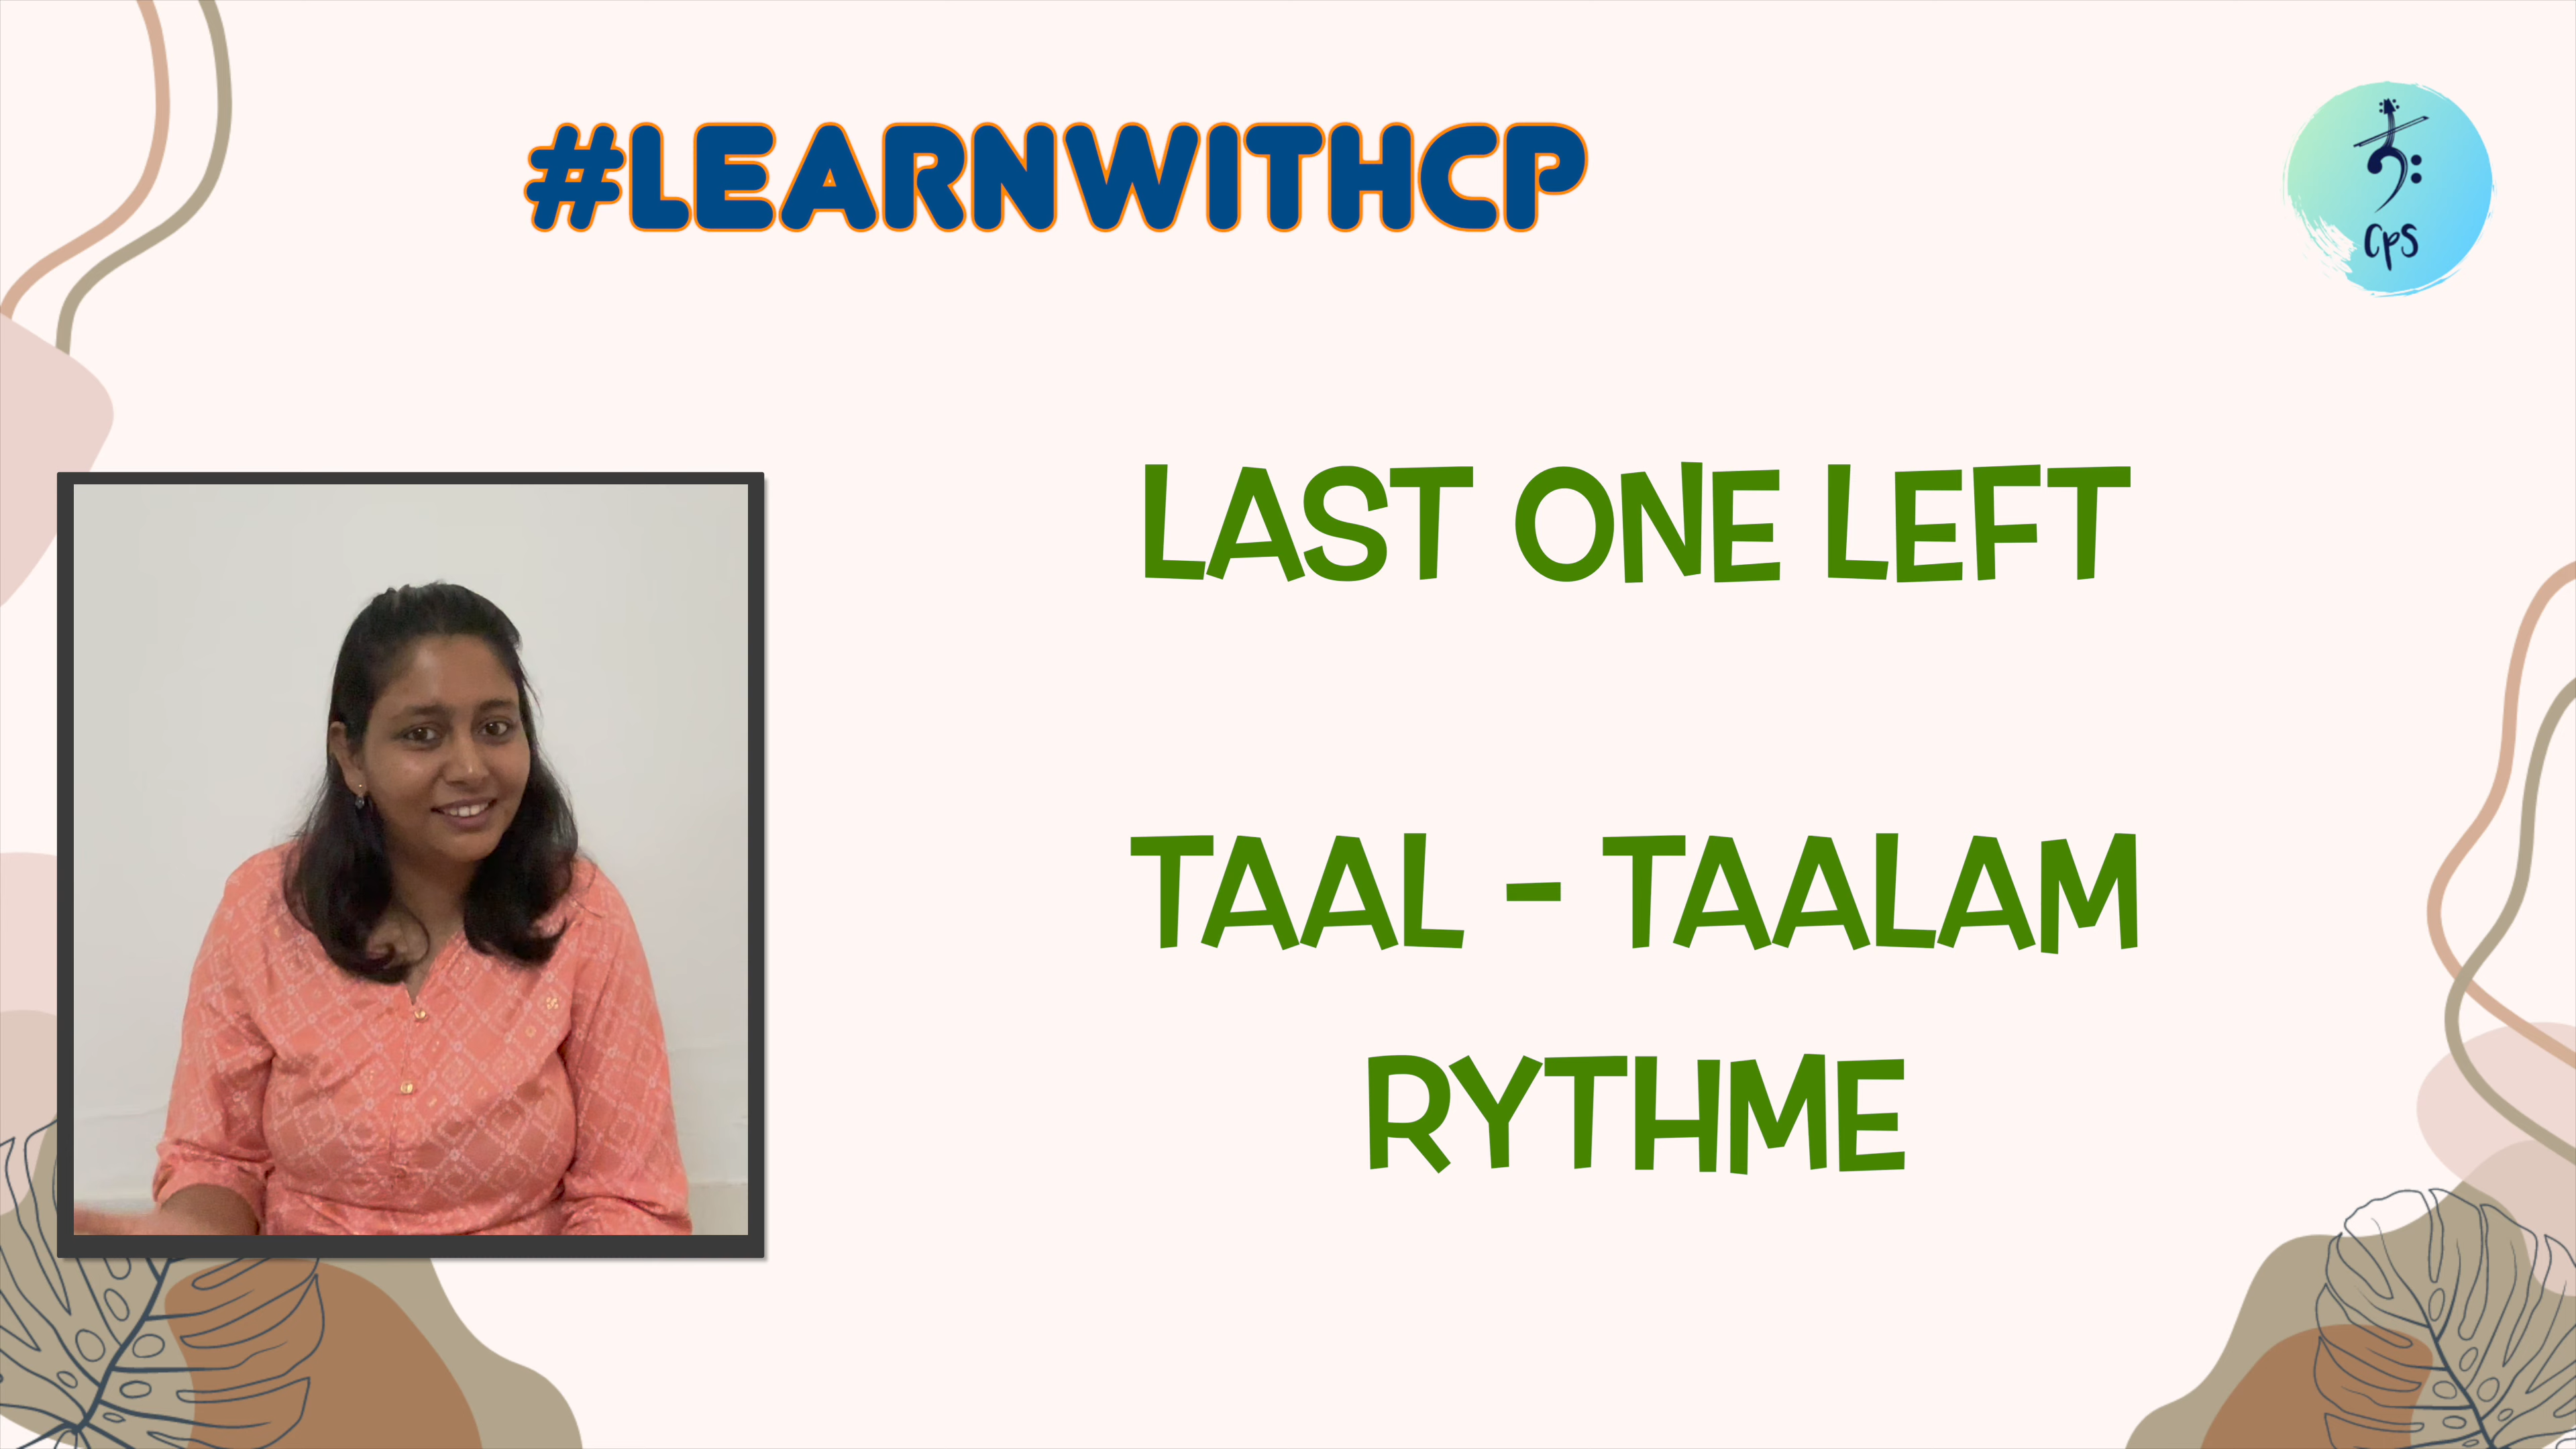 #LEARNWITHCP
CPS
LAST ONE LEFT
TAAL - TAALAM
RYTHME